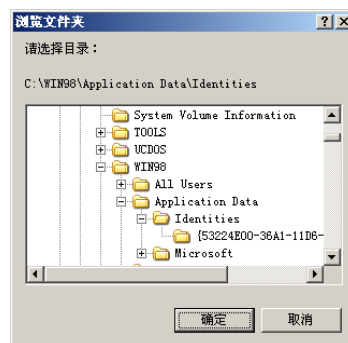 浏览文件夹
请选择目录：
C:\WIN98\Application Data\Identities
System Volume Information
TOOLS
UCDOS
WIN98
All Users
Application Data
Identities
{53224E00-36A1-11D6-
Microsoft
确定
取消